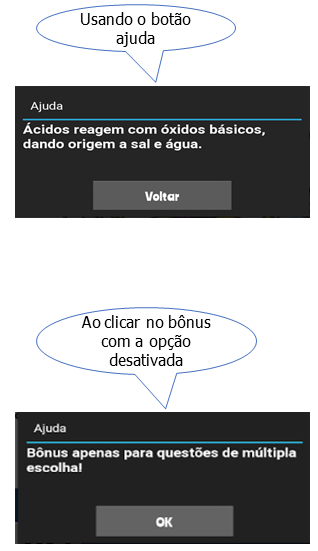 Usando o botão
ajuda
Ajuda
Ácidos reagem com óxidos básicos,
dando origem a sal e água.
Voltar
Ao clicar no bônus
com a opção
desativada
Ajuda
Bônus apenas para questões de múltipla
escolha!
OK